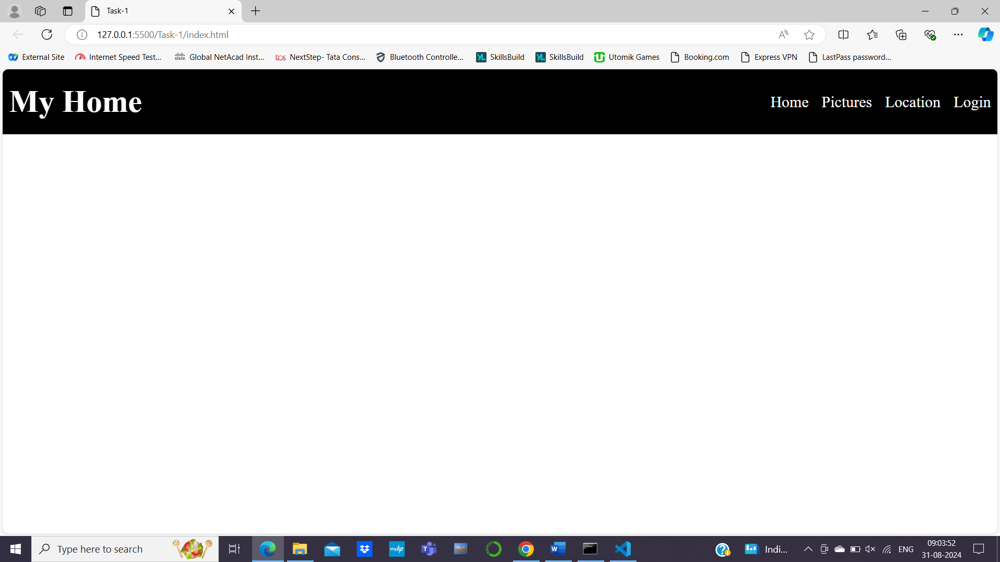 Task-1
127.0.0.1:5500/Task-1/index.html
External Site Internet Speed Test... Global NetAcad Inst... NextStep- Tata Cons... Bluetooth Controlle... SkillsBuild SkillsBuild Utomik Games Booking.com Express VPN LastPass password...
My Home Home Pictures Location Login
Type here to search myhp SQL> Indi... ENG 09:03:52
31-08-2024